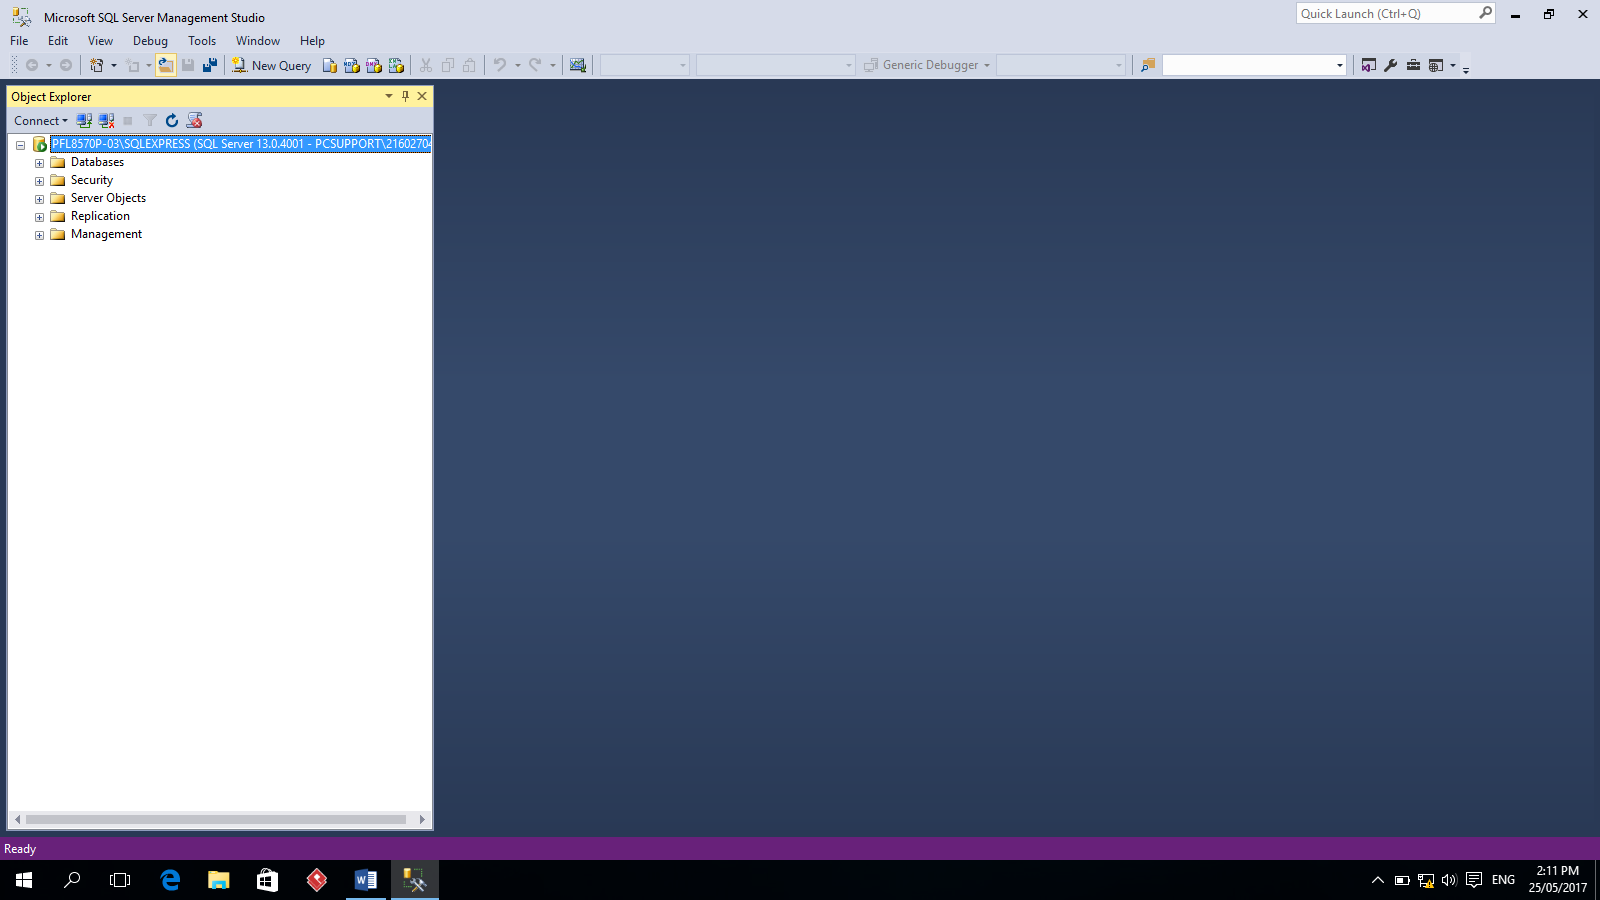 Microsoft SQL Server Management Studio
Quick Launch (Ctrl+Q)
File Edit View Debug Tools Window Help
New Query
Generic Debugger
Object Explorer
Connect
PFL8570P-03\SQLEXPRESS (SQL Server 13.0.4001 - PCSUPPORT\21602704
Databases
Security
Server Objects
Replication
Management
Ready
ENG
2:11 PM
25/05/2017